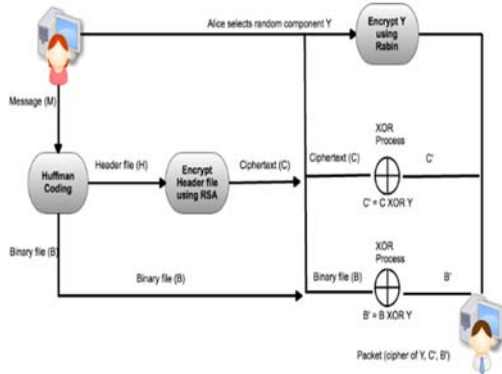 Alice selects random component Y
Encrypt Y
using
Rabin
Message (M)
Huffman
Coding
Header file (H)
Encrypt
Header file
using RSA
Ciphertext (C)
Ciphertext (C)
XOR
Process
C'
C' = C XOR Y
Binary file(B)
Binary file (B)
Binary file (B)
XOR
Process
B'
B' = B XOR Y
Packet (cipher of Y, C', B')